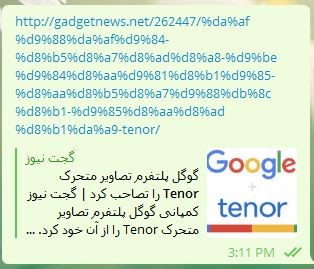 http://gadgetnews.net/262447/%da%af
%d9%88%da%af%d9%84-
%d8%b5%d8%a7%d8%ad%d8%a8-%d9%be
%d9%84%d8%aa%d9%81%d8%b1%d9%85-
%d8%aa%d8%b5%d8%a7%d9%88%db%8c
%d8%b1-%d9%85%d8%aa%d8%ad
%d8%b1%da%a9-tenor/
گجت نیوز
گوگل پلتفرم تصاویر متحرک
Tenor را تصاحب کرد | گجت نیوز
کمپانی گوگل پلتفرم تصاویر
متحرک Tenor را از آن خود کرد. ...
Google
+
tenor
3:11 PM